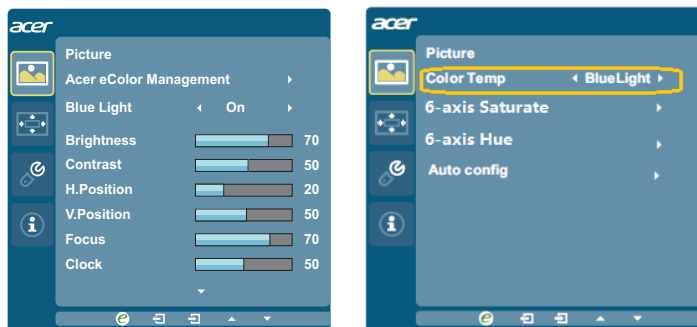 acer
Picture
Acer eColor Management
Blue Light On
Brightness 70
Contrast 50
H.Position 20
V.Position 50
Focus 70
Clock 50
e
acer
Picture
Color Temp BlueLight
6-axis Saturate
6-axis Hue
Auto config
e